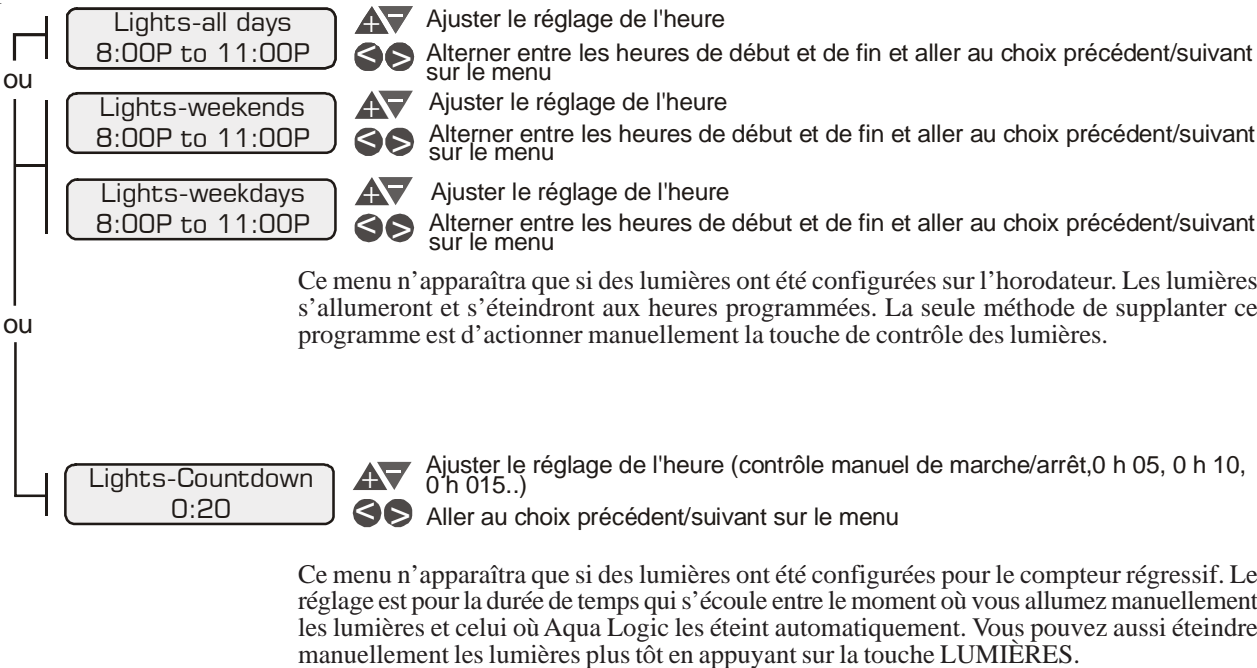 Lights-all days
8:00P to 11:00P
+ − Ajuster le réglage de l'heure
< > Alterner entre les heures de début et de fin et aller au choix précédent/suivant
sur le menu
ou
Lights-weekends
8:00P to 11:00P
+ − Ajuster le réglage de l'heure
< > Alterner entre les heures de début et de fin et aller au choix précédent/suivant
sur le menu
Lights-weekdays
8:00P to 11:00P
+ − Ajuster le réglage de l'heure
< > Alterner entre les heures de début et de fin et aller au choix précédent/suivant
sur le menu
Ce menu n’apparaîtra que si des lumières ont été configurées sur l’horodateur. Les lumières
s’allumeront et s’éteindront aux heures programmées. La seule méthode de supplanter ce
programme est d’actionner manuellement la touche de contrôle des lumières.
ou
Lights-Countdown
0:20
+ − Ajuster le réglage de l'heure (contrôle manuel de marche/arrêt,0 h 05, 0 h 10,
0 h 015..)
< > Aller au choix précédent/suivant sur le menu
Ce menu n’apparaîtra que si des lumières ont été configurées pour le compteur régressif. Le
réglage est pour la durée de temps qui s’écoule entre le moment où vous allumez manuellement
les lumières et celui où Aqua Logic les éteint automatiquement. Vous pouvez aussi éteindre
manuellement les lumières plus tôt en appuyant sur la touche LUMIÈRES.